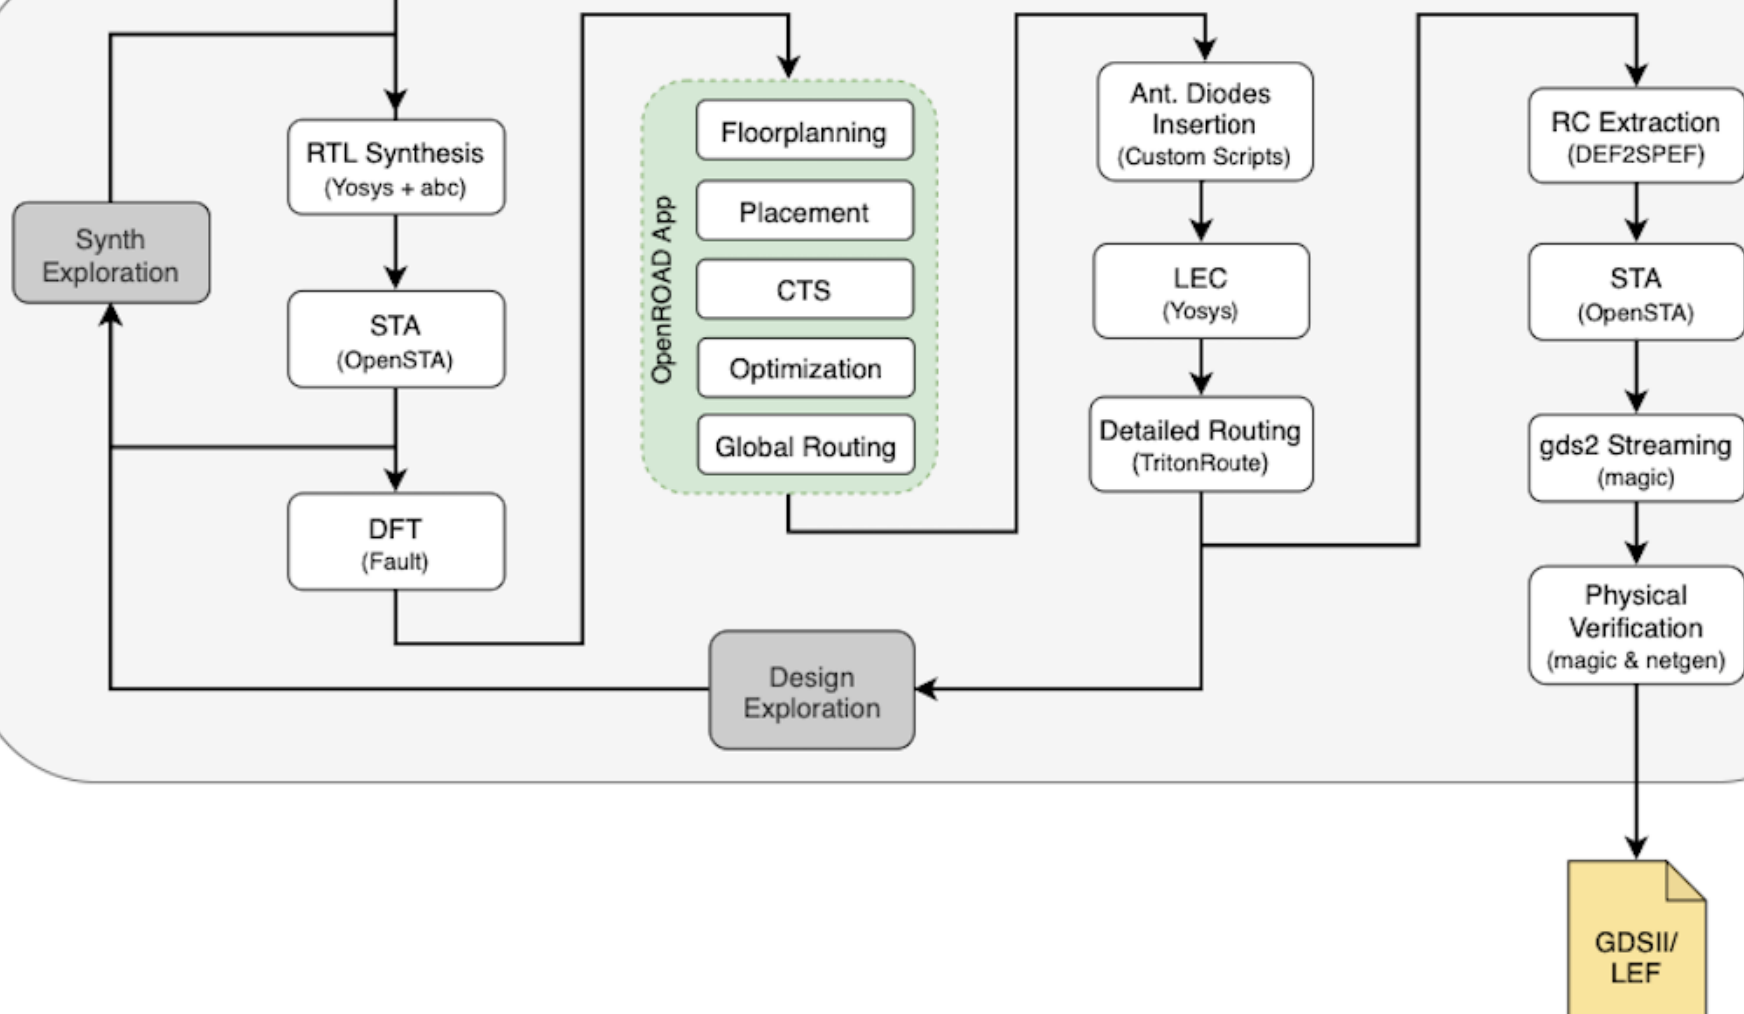 Synth
Exploration
RTL Synthesis
(Yosys + abc)
STA
(OpenSTA)
DFT
(Fault)
OpenROAD App
Floorplanning
Placement
CTS
Optimization
Global Routing
Design
Exploration
Ant. Diodes
Insertion
(Custom Scripts)
LEC
(Yosys)
Detailed Routing
(TritonRoute)
RC Extraction
(DEF2SPEF)
STA
(OpenSTA)
gds2 Streaming
(magic)
Physical
Verification
(magic & netgen)
GDSII/
LEF